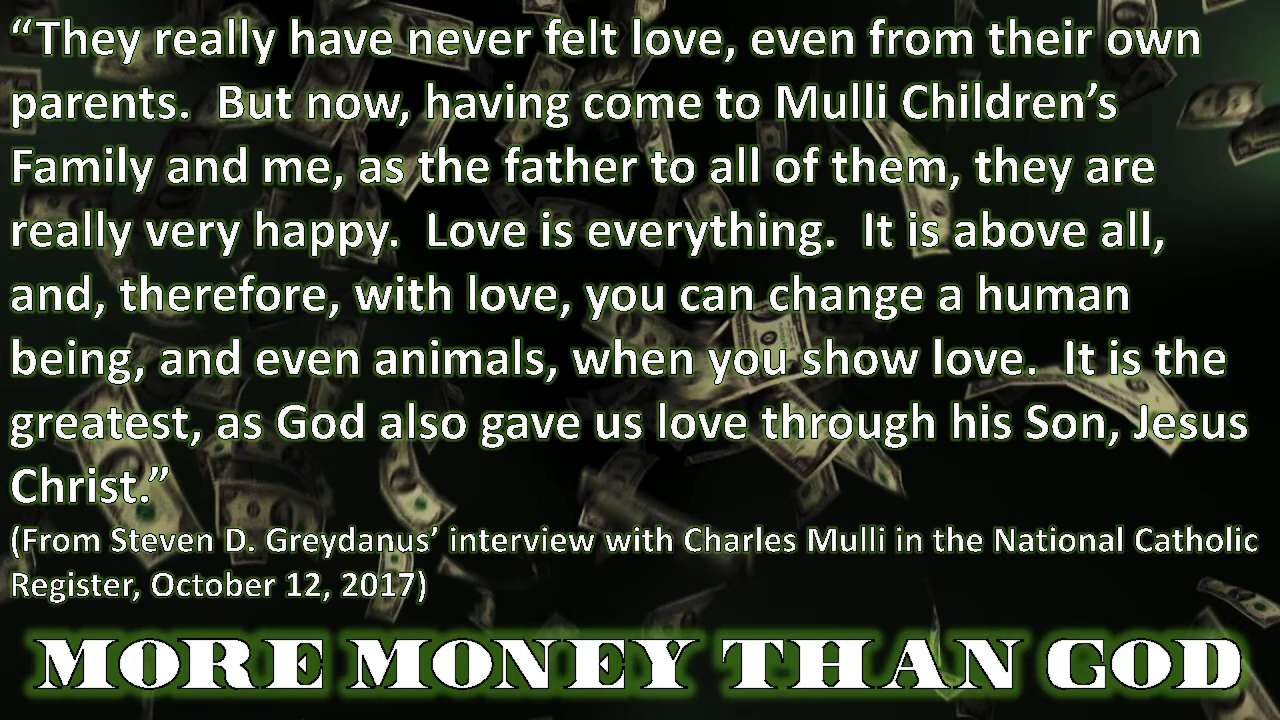 “They really have never felt love, even from their own
parents.  But now, having come to Mulli Children’s
Family and me, as the father to all of them, they are
really very happy.  Love is everything.  It is above all,
and, therefore, with love, you can change a human
being, and even animals, when you show love.  It is the
greatest, as God also gave us love through his Son, Jesus
Christ.”
(From Steven D. Greydanus’ interview with Charles Mulli in the National Catholic
Register, October 12, 2017)
MORE MONEY THAN GOD